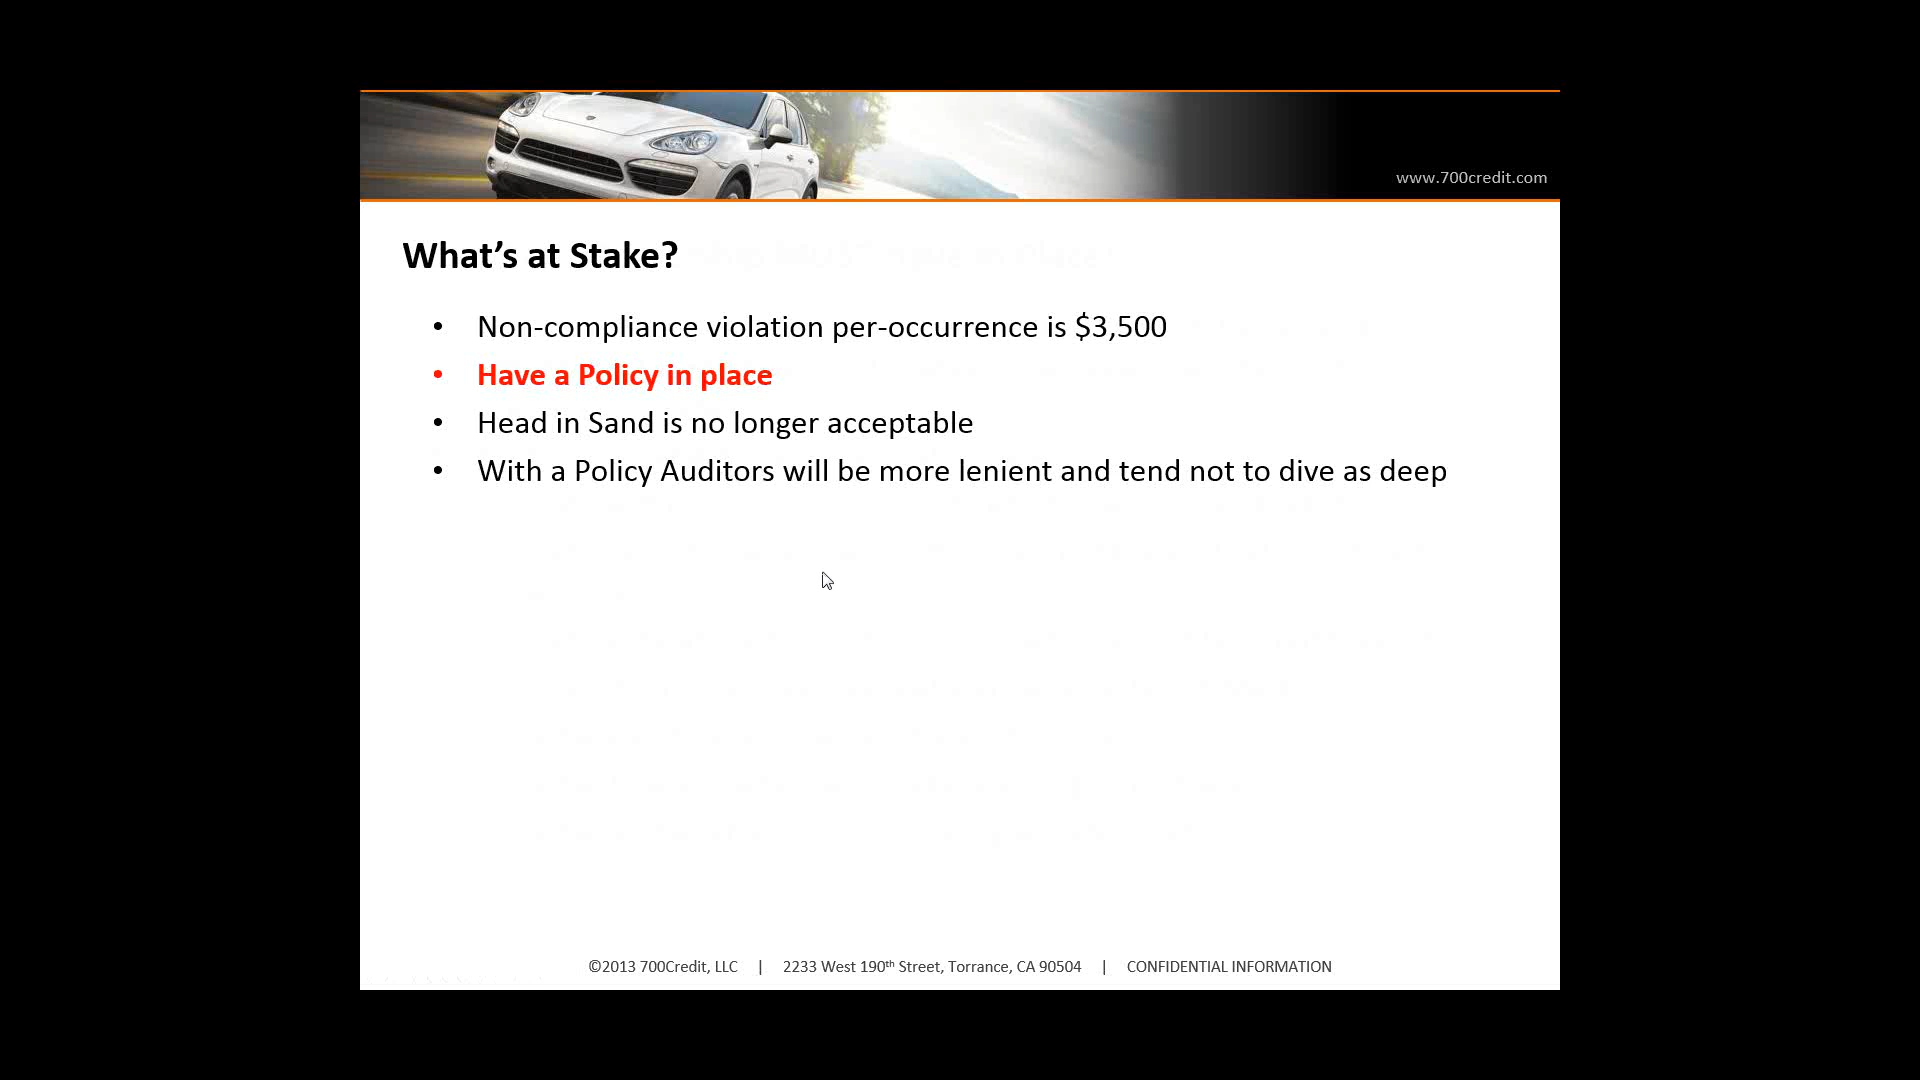 www.700credit.com
What’s at Stake?
• Non-compliance violation per-occurrence is $3,500
• Have a Policy in place
• Head in Sand is no longer acceptable
• With a Policy Auditors will be more lenient and tend not to dive as deep
©2013 700Credit, LLC | 2233 West 190th Street, Torrance, CA 90504 | CONFIDENTIAL INFORMATION